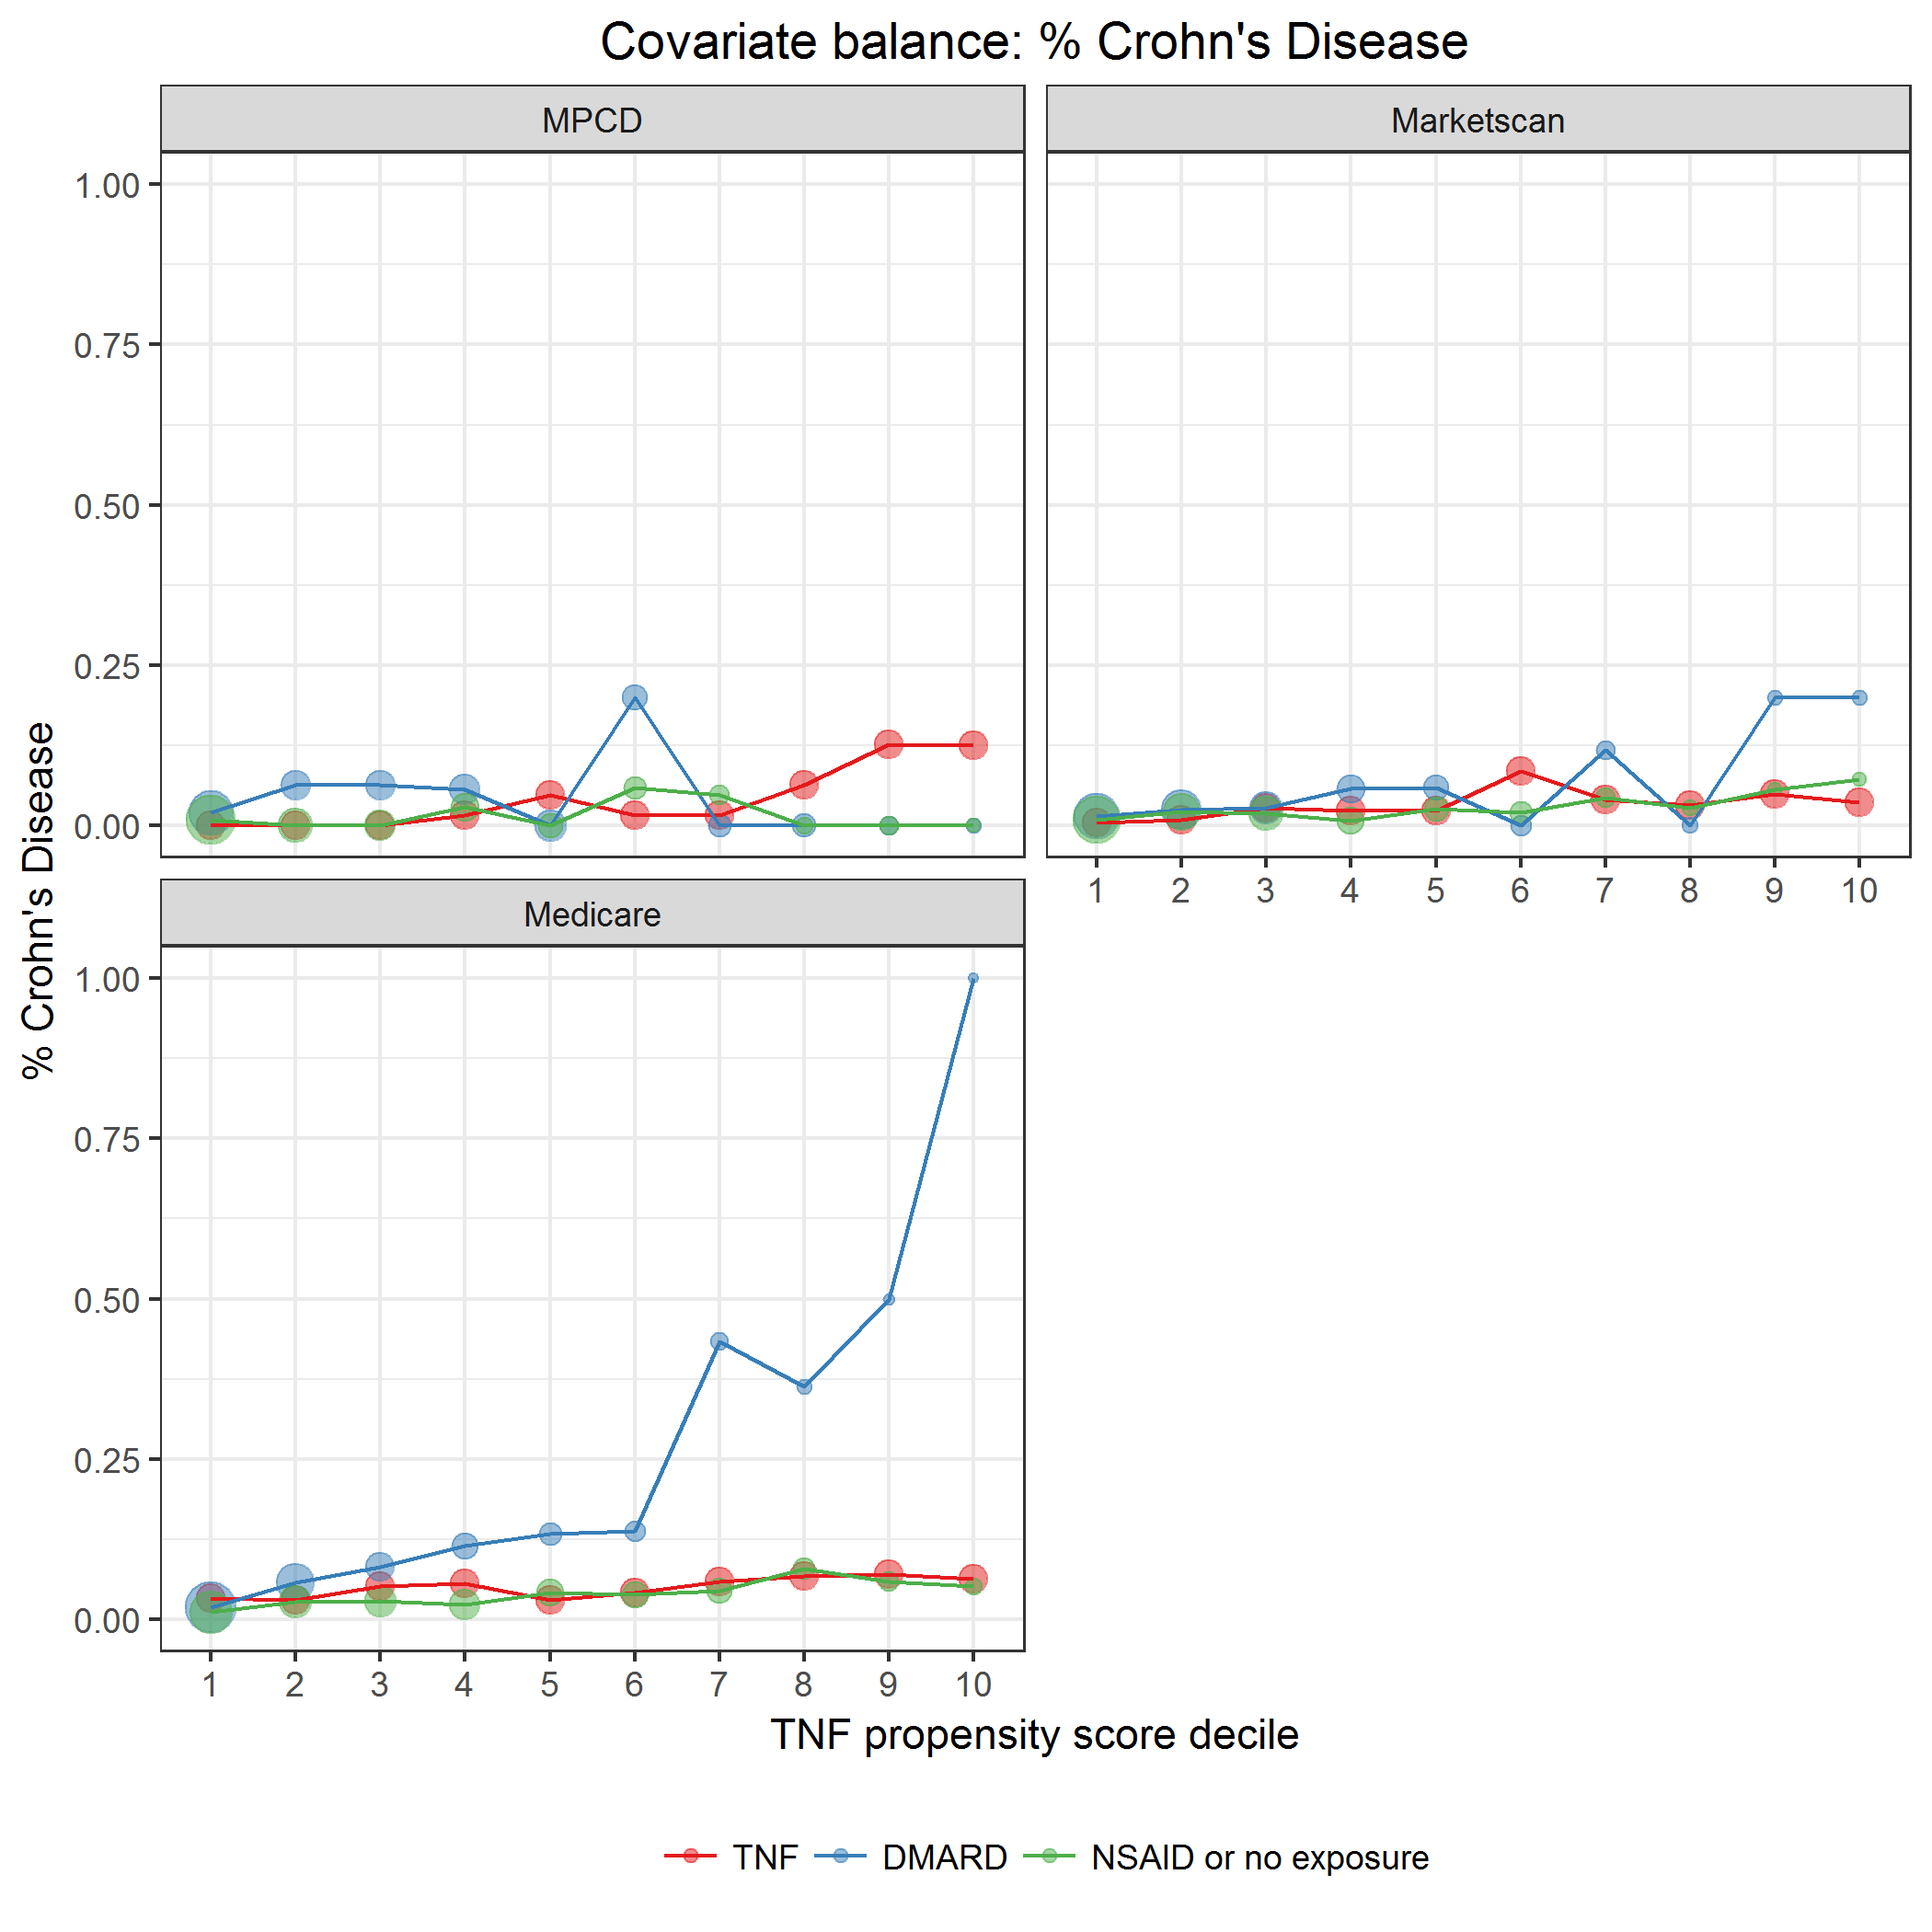 Covariate balance: % Crohn's Disease
MPCD
Marketscan
1.00
0.75
0.50
0.25
0.00
1 2 3 4 5 6 7 8 9 10
Medicare
1.00
0.75
0.50
0.25
0.00
1 2 3 4 5 6 7 8 9 10
% Crohn's Disease
TNF propensity score decile
TNF DMARD NSAID or no exposure